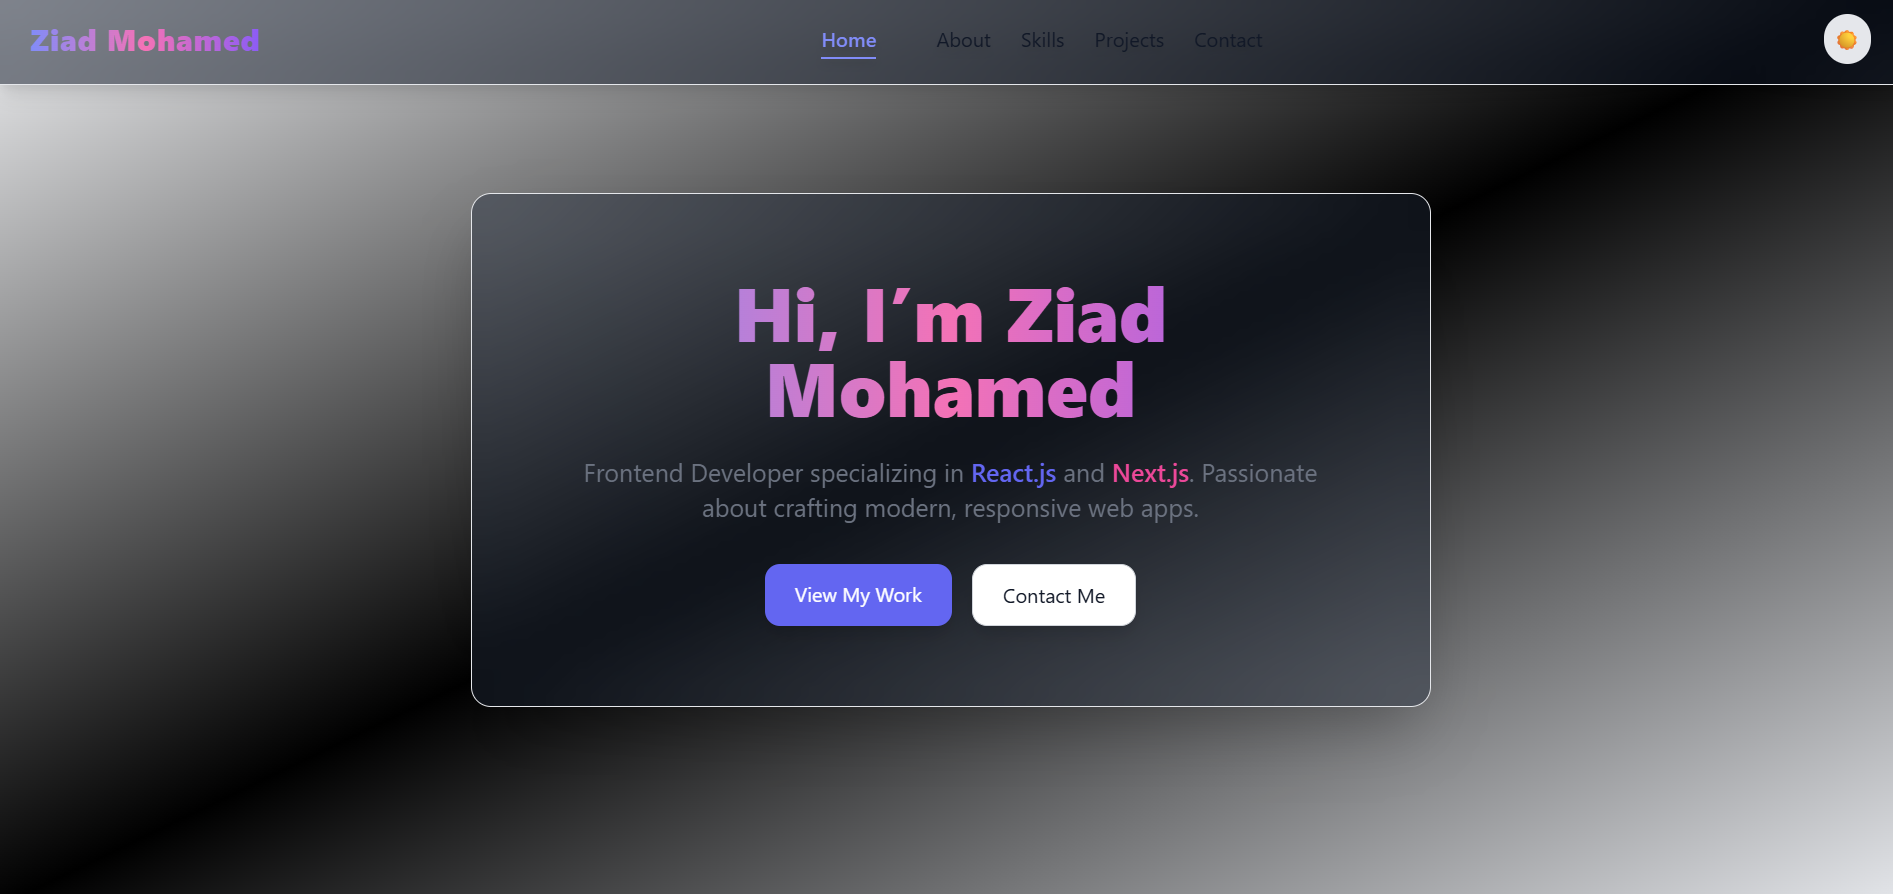 Ziad Mohamed
Home About Skills Projects Contact
Hi, I’m Ziad
Mohamed
Frontend Developer specializing in React.js and Next.js. Passionate
about crafting modern, responsive web apps.
View My Work
Contact Me